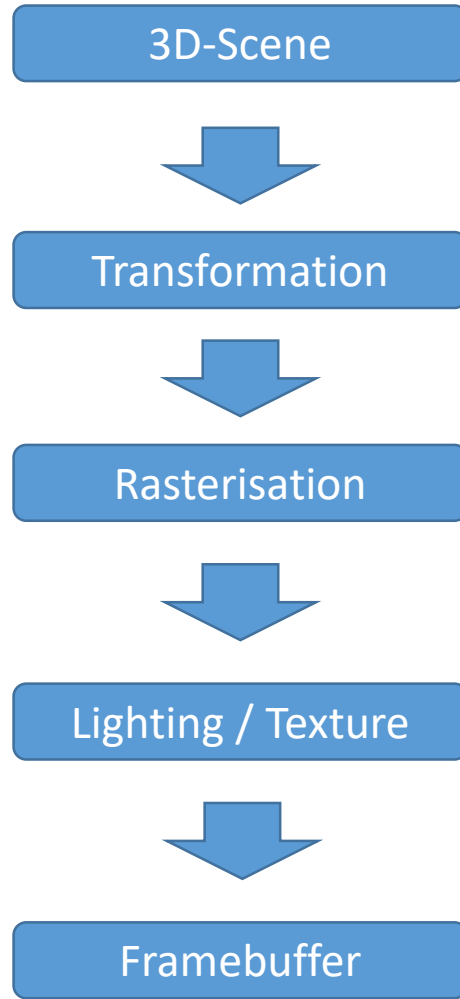 3D-Scene
Transformation
Rasterisation
Lighting / Texture
Framebuffer